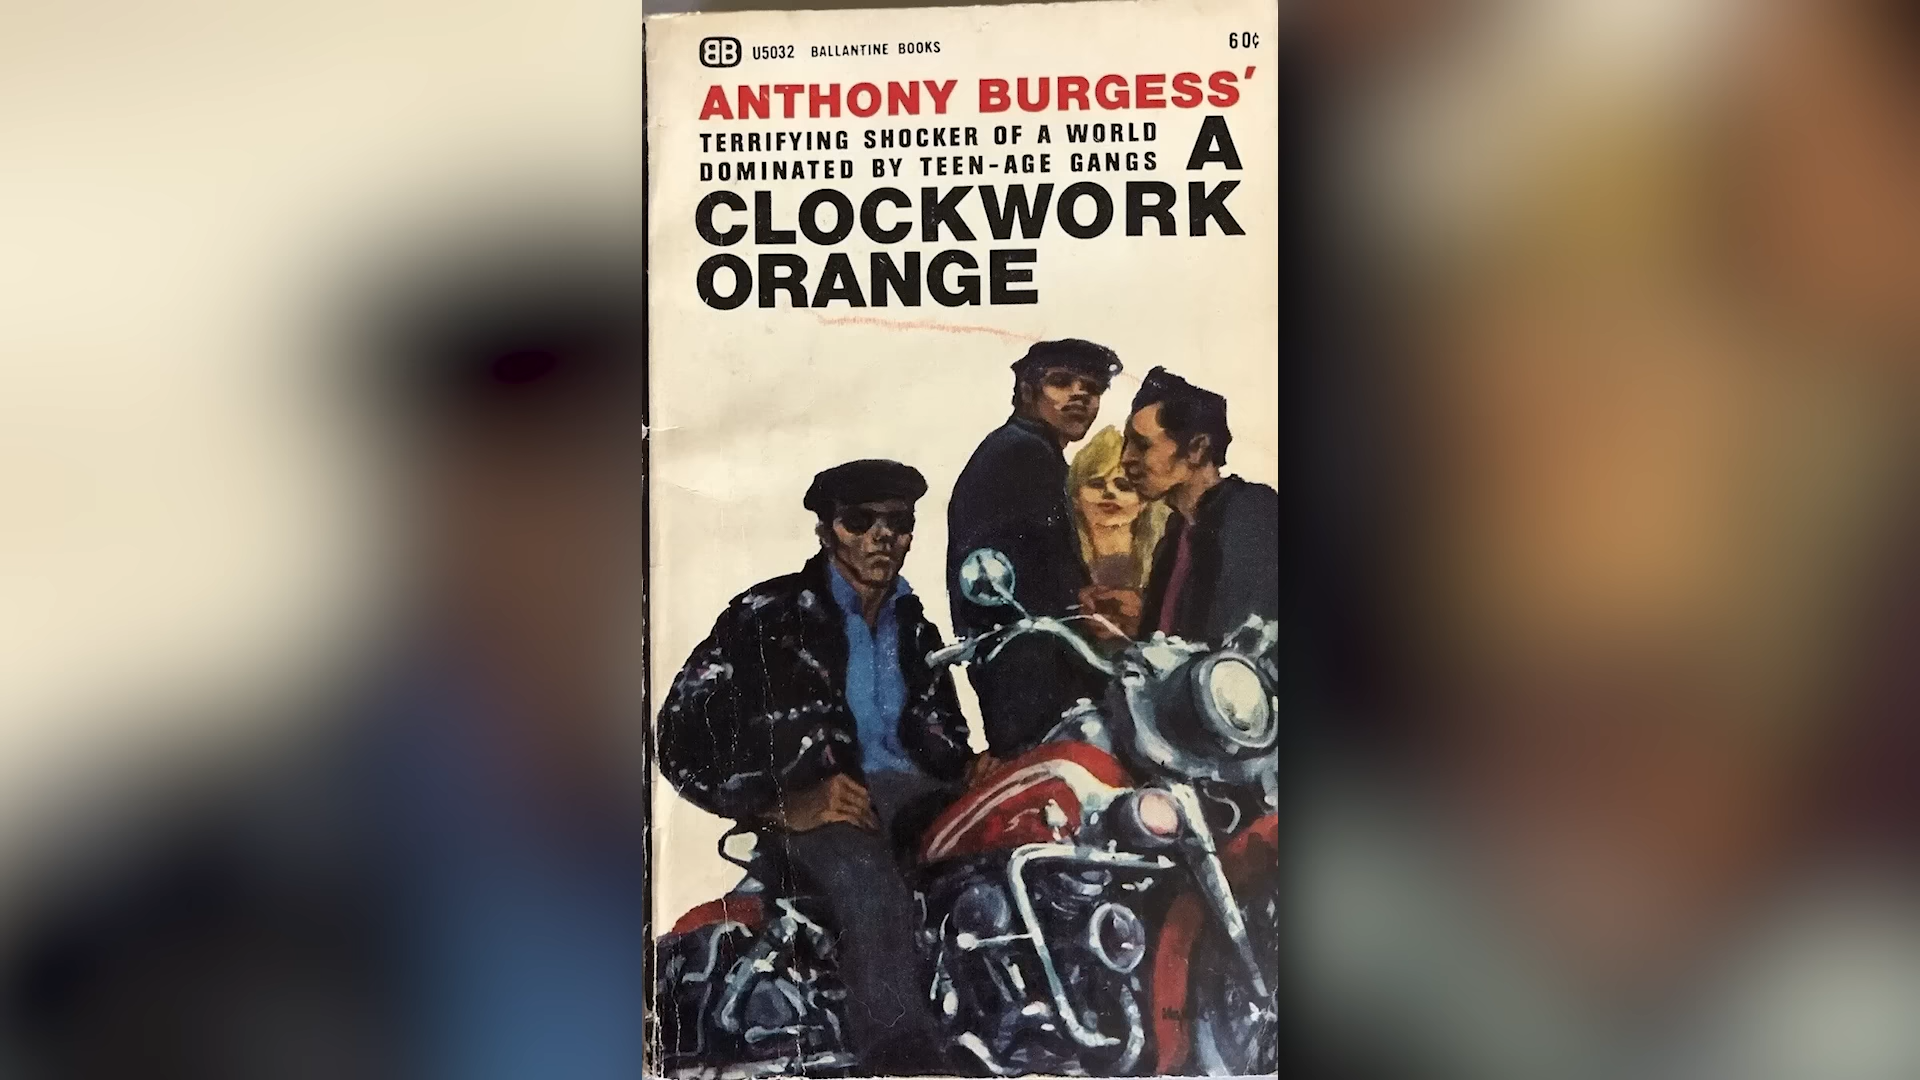 BB U5032 BALLANTINE BOOKS 60¢
ANTHONY BURGESS'
TERRIFYING SHOCKER OF A WORLD
DOMINATED BY TEEN-AGE GANGS
A
CLOCKWORK
ORANGE